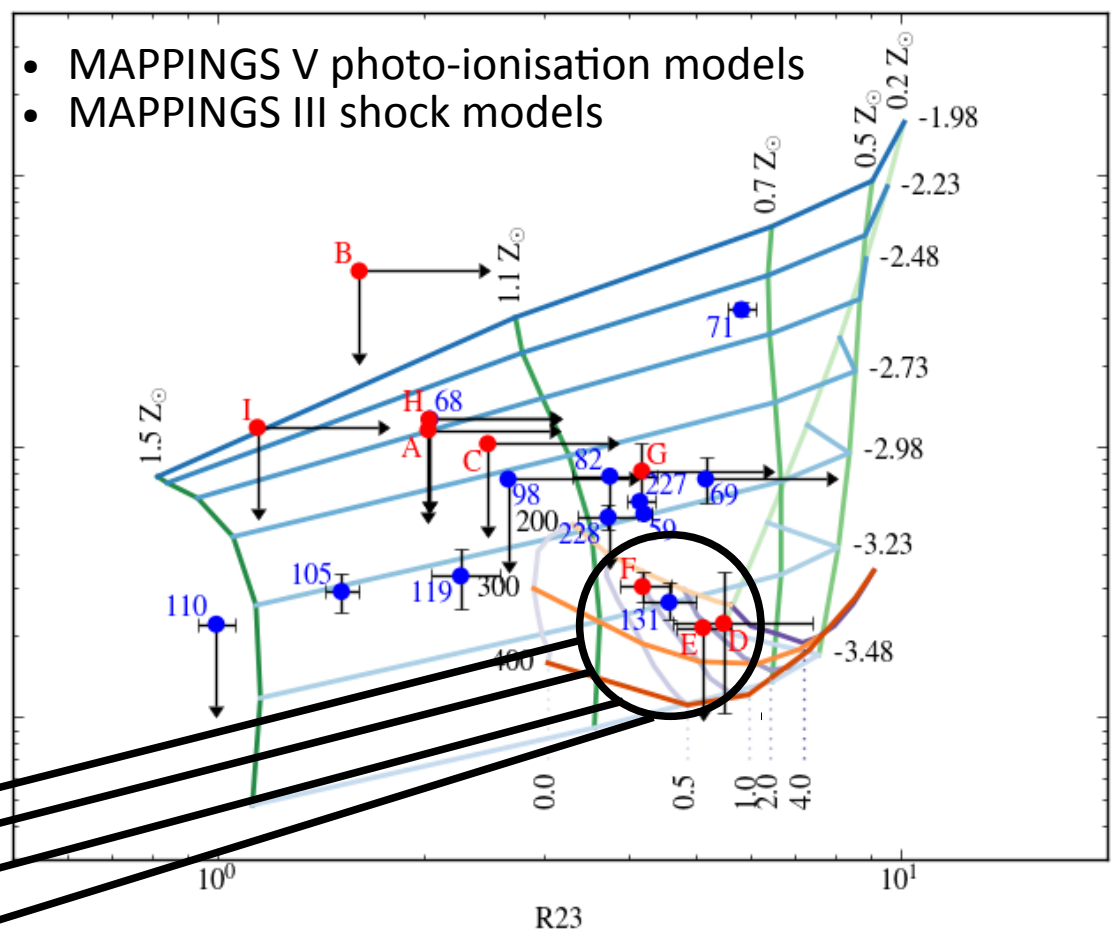 • MAPPINGS V photo-ionisation models
• MAPPINGS III shock models
0.2 Z☉
0.5 Z☉
-1.98
0.7 Z☉
-2.23
B
1.1 Z☉
-2.48
71
-2.73
1.5 Z☉
I
H 68
A
C
G
-2.98
82
98
227
69
200
228
59
-3.23
F
105
119
300
131
110
E
D
-3.48
400
0.0
0.5
1.0
2.0
4.0
10⁰
10¹
R23